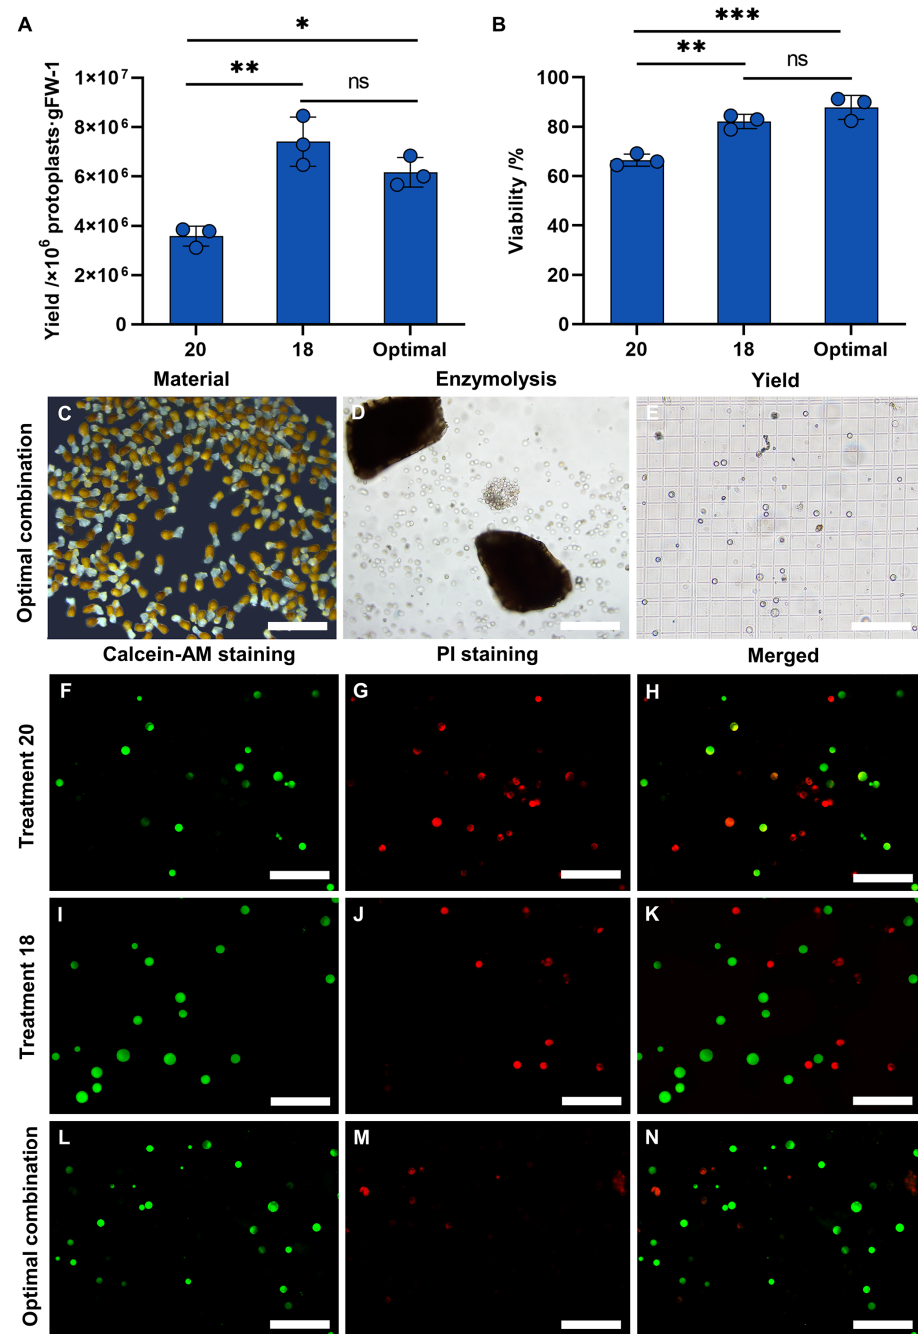 A
*
**
ns
Yield /×10⁶ protoplasts·gFW-1
1×10⁷
8×10⁶
6×10⁶
4×10⁶
2×10⁶
0
20 18 Optimal
B
***
**
ns
Viability /%
100
80
60
40
20
0
20 18 Optimal
Material Enzymolysis Yield
Optimal combination
C D E
Calcein-AM staining PI staining Merged
Treatment 20
F G H
Treatment 18
I J K
Optimal combination
L M N